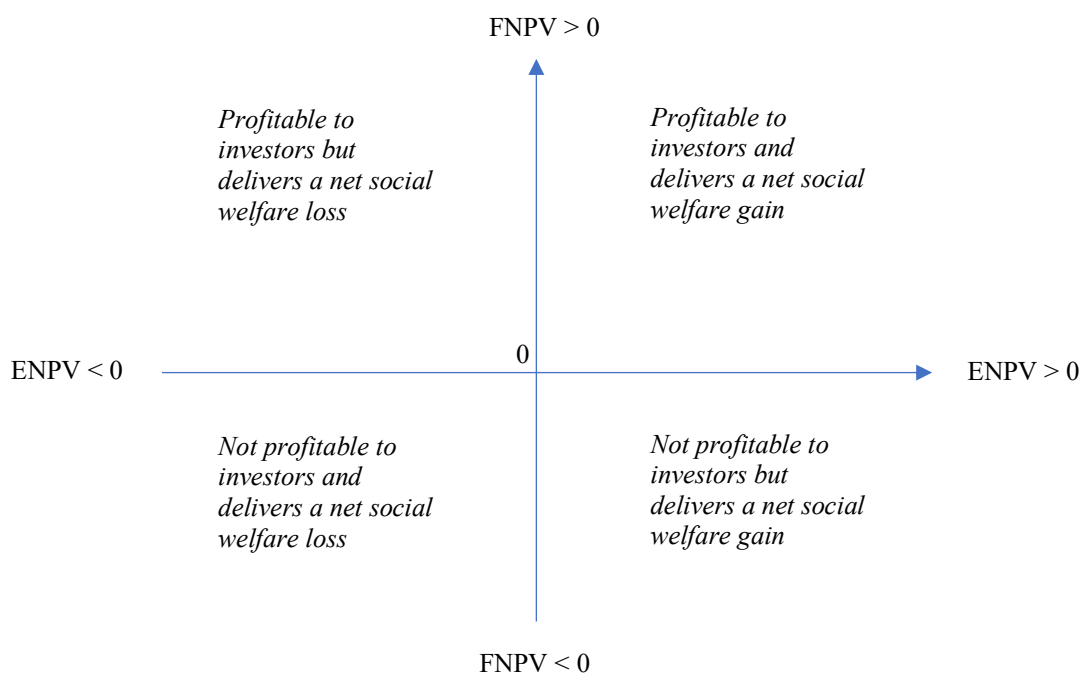 FNPV > 0
Profitable to
investors but
delivers a net social
welfare loss
Profitable to
investors and
delivers a net social
welfare gain
0
ENPV < 0
ENPV > 0
Not profitable to
investors and
delivers a net social
welfare loss
Not profitable to
investors but
delivers a net social
welfare gain
FNPV < 0